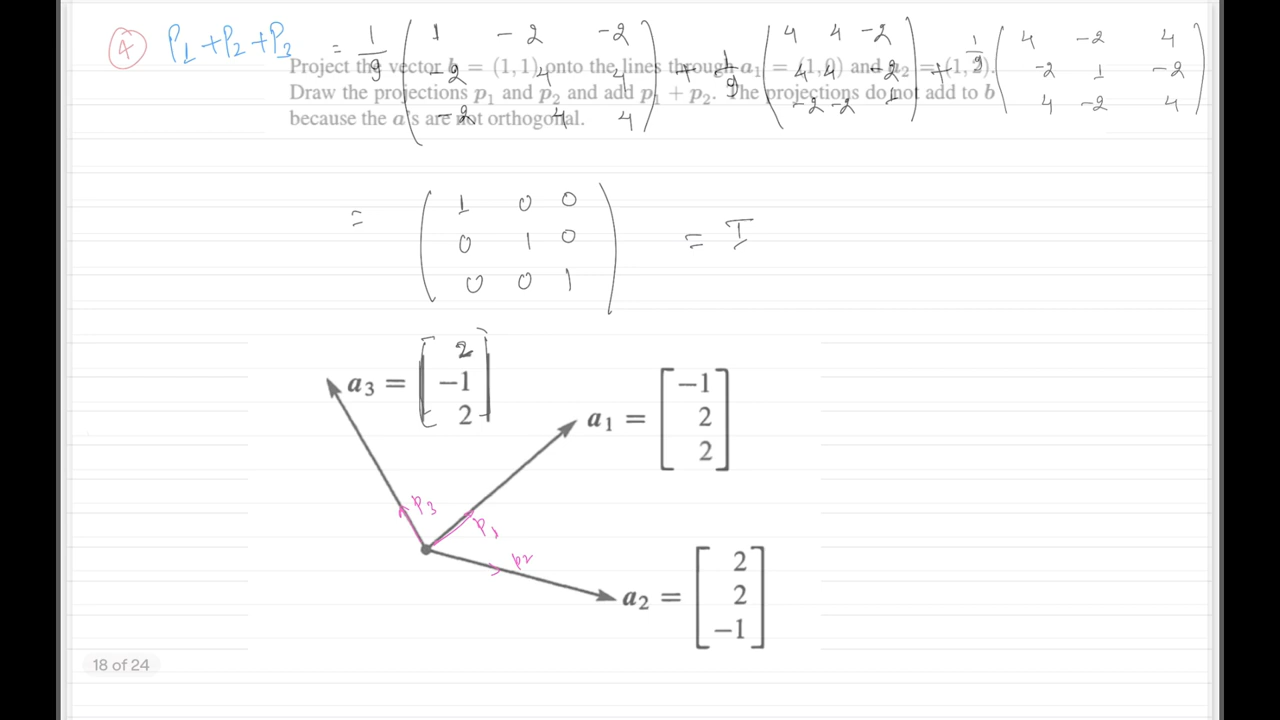 ④ P₁ + P₂ + P₃ = 1/9 ( 1 -2 -2 ) + 1/9 ( 4 4 -2 ) + 1/9 ( 4 -2 4 )
( -2 4 4 ) ( 4 4 -2 ) ( -2 1 -2 )
( -2 4 4 ) ( -2 -2 1 ) ( 4 -2 4 )
Project the vector b = (1, 1) onto the lines through a₁ = (1, 0) and a₂ = (1, 2).
Draw the projections p₁ and p₂ and add p₁ + p₂. The projections do not add to b
because the a's are not orthogonal.
= ( 1 0 0 ) = I
( 0 1 0 )
( 0 0 1 )
a₃ = [ 2
-1
2 ]
a₁ = [ -1
2
2 ]
p₃
p₁
p₂
a₂ = [ 2
2
-1 ]
18 of 24